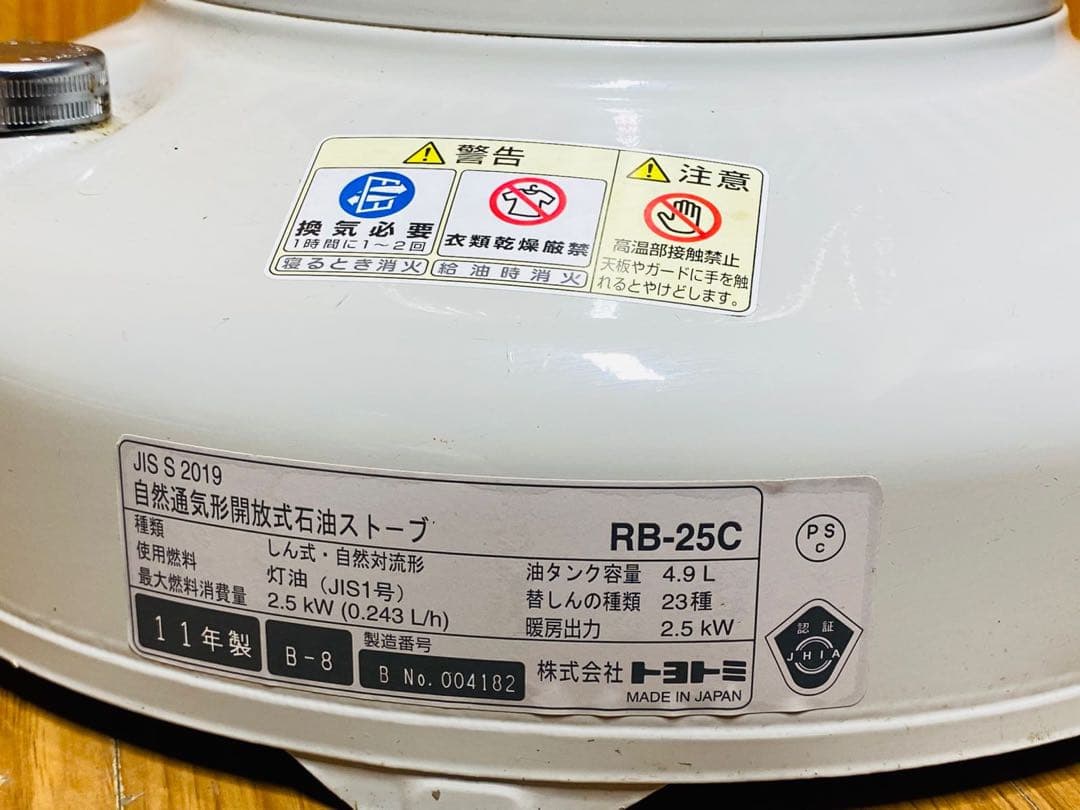 警告
換気必要
1時間に1～2回
寝るとき消火
衣類乾燥厳禁
給油時消火
注意
高温部接触禁止
天板やガードに手を触
れるとやけどします。
JIS S 2019
自然通気形開放式石油ストーブ
RB-25C
種類 しん式・自然対流形
使用燃料 灯油（JIS1号）
最大燃料消費量 2.5 kW (0.243 L/h)
油タンク容量 4.9 L
替しんの種類 23種
暖房出力 2.5 kW
11年製
B-8
製造番号
B No. 004182
株式会社 トヨトミ
MADE IN JAPAN
PS
C
認証
JHIA